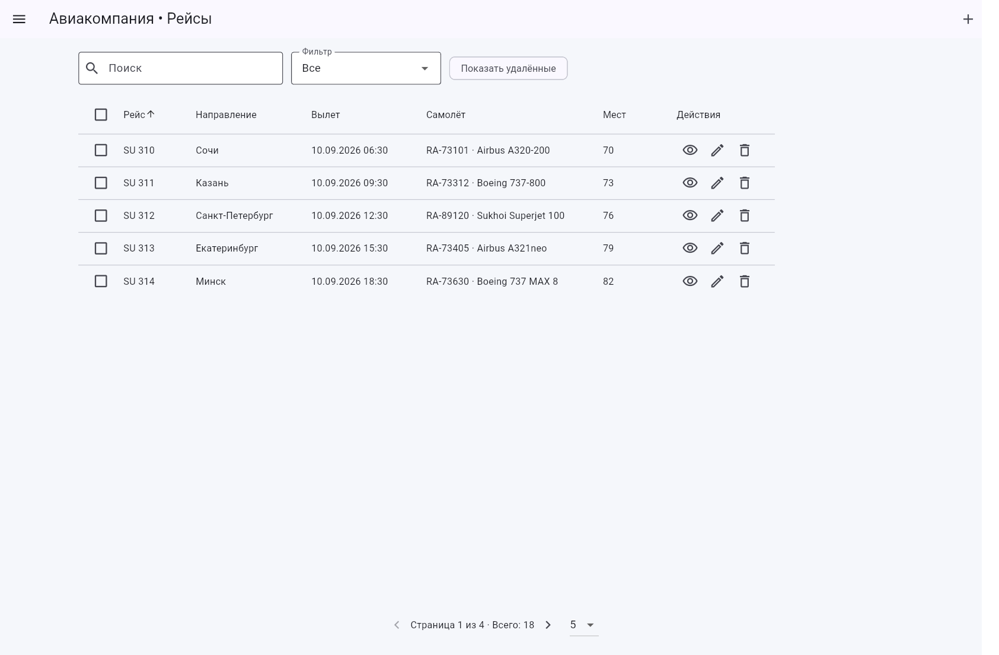 Авиакомпания • Рейсы
Фильтр
Поиск Все Показать удалённые
Рейс Направление Вылет Самолёт Мест Действия
SU 310 Сочи 10.09.2026 06:30 RA-73101 · Airbus A320-200 70
SU 311 Казань 10.09.2026 09:30 RA-73312 · Boeing 737-800 73
SU 312 Санкт-Петербург 10.09.2026 12:30 RA-89120 · Sukhoi Superjet 100 76
SU 313 Екатеринбург 10.09.2026 15:30 RA-73405 · Airbus A321neo 79
SU 314 Минск 10.09.2026 18:30 RA-73630 · Boeing 737 MAX 8 82
Страница 1 из 4 · Всего: 18 5